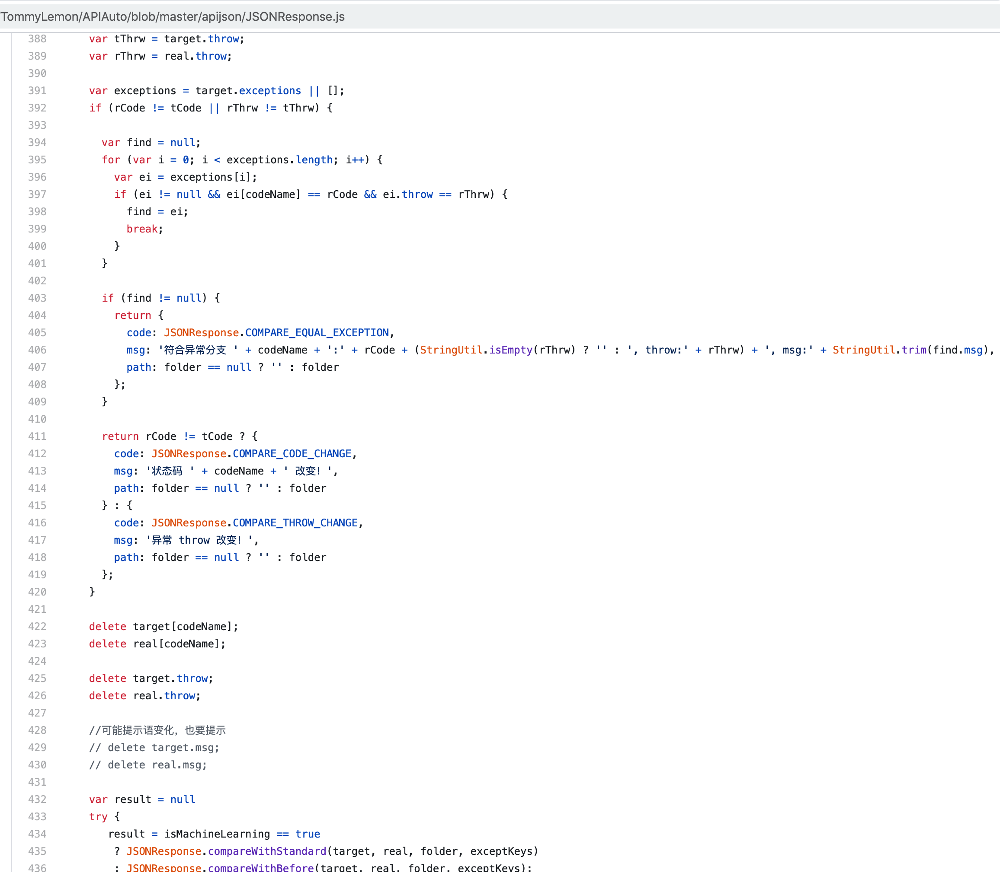 /TommyLemon/APIAuto/blob/master/apijson/JSONResponse.js
388 var tThrw = target.throw;
389 var rThrw = real.throw;
390
391 var exceptions = target.exceptions || [];
392 if (rCode != tCode || rThrw != tThrw) {
393
394 var find = null;
395 for (var i = 0; i < exceptions.length; i++) {
396 var ei = exceptions[i];
397 if (ei != null && ei[codeName] == rCode && ei.throw == rThrw) {
398 find = ei;
399 break;
400 }
401 }
402
403 if (find != null) {
404 return {
405 code: JSONResponse.COMPARE_EQUAL_EXCEPTION,
406 msg: '符合异常分支 ' + codeName + ':' + rCode + (StringUtil.isEmpty(rThrw) ? '' : ', throw:' + rThrw) + ', msg:' + StringUtil.trim(find.msg),
407 path: folder == null ? '' : folder
408 };
409 }
410
411 return rCode != tCode ? {
412 code: JSONResponse.COMPARE_CODE_CHANGE,
413 msg: '状态码 ' + codeName + ' 改变！',
414 path: folder == null ? '' : folder
415 } : {
416 code: JSONResponse.COMPARE_THROW_CHANGE,
417 msg: '异常 throw 改变！',
418 path: folder == null ? '' : folder
419 };
420 }
421
422 delete target[codeName];
423 delete real[codeName];
424
425 delete target.throw;
426 delete real.throw;
427
428 //可能提示语变化，也要提示
429 // delete target.msg;
430 // delete real.msg;
431
432 var result = null
433 try {
434 result = isMachineLearning == true
435 ? JSONResponse.compareWithStandard(target, real, folder, exceptKeys)
436 : JSONResponse.compareWithBefore(target, real, folder, exceptKeys);